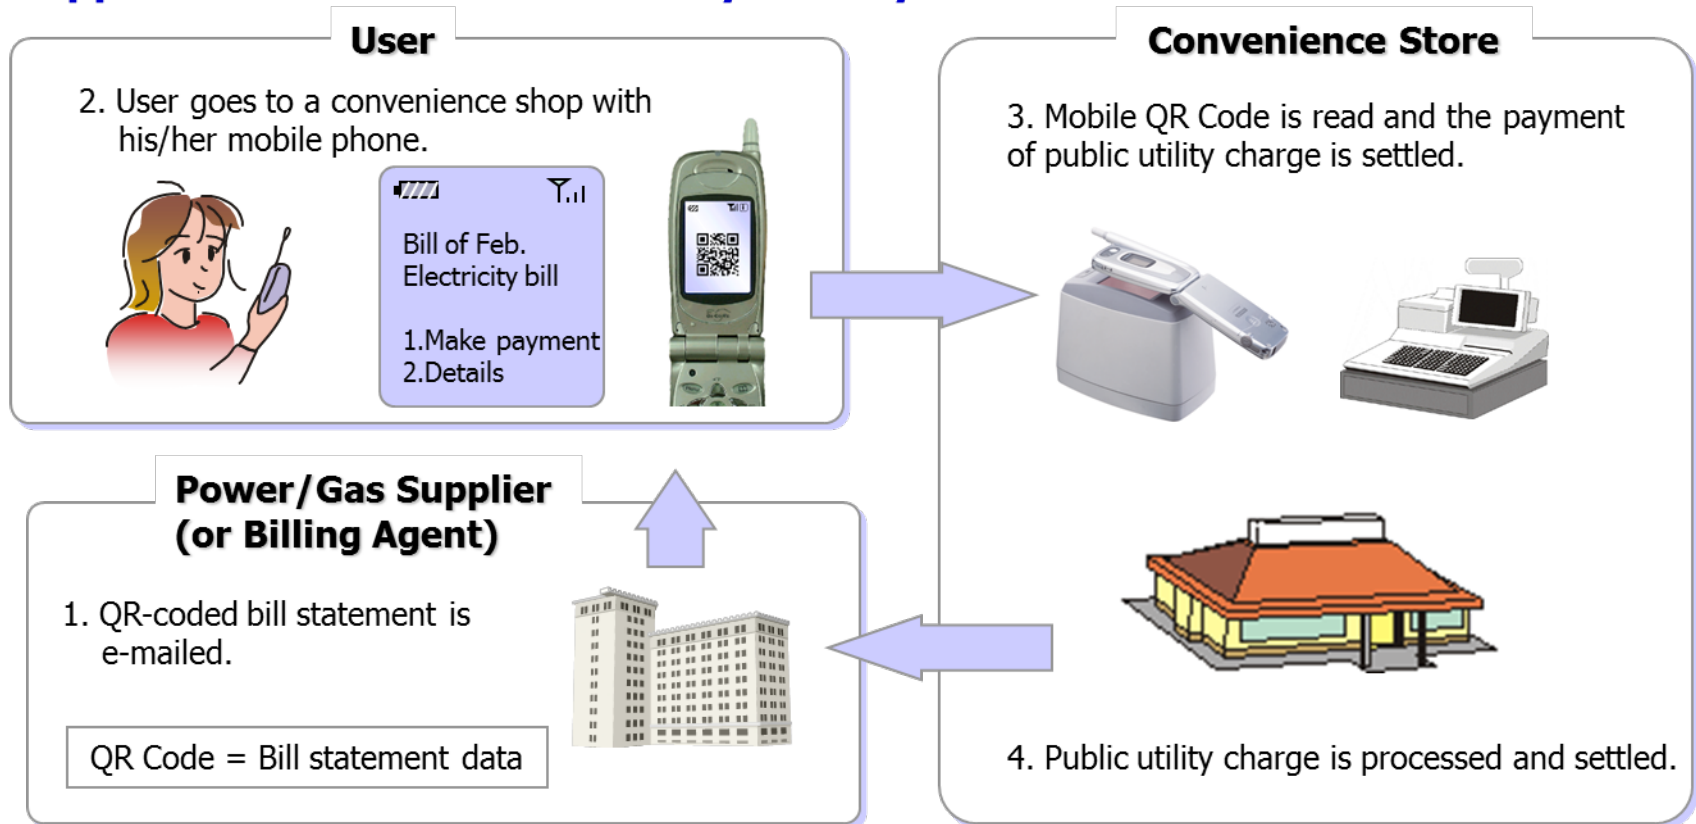 User
2. User goes to a convenience shop with
his/her mobile phone.
Bill of Feb.
Electricity bill
1.Make payment
2.Details
Convenience Store
3. Mobile QR Code is read and the payment
of public utility charge is settled.
Power/Gas Supplier
(or Billing Agent)
1. QR-coded bill statement is
e-mailed.
QR Code = Bill statement data
4. Public utility charge is processed and settled.